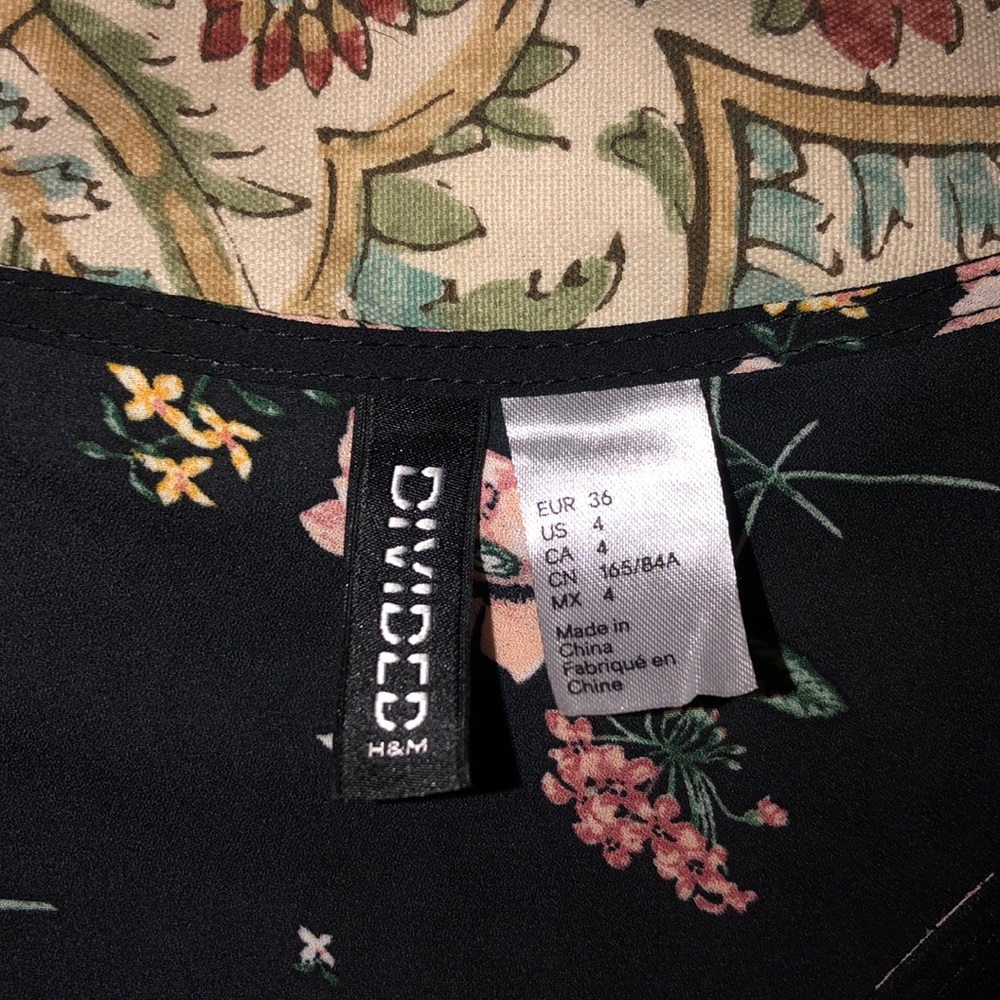 DIVIDED
H&M
EUR 36
US 4
CA 4
CN 165/84A
MX 4
Made in
China
Fabriqué en
Chine